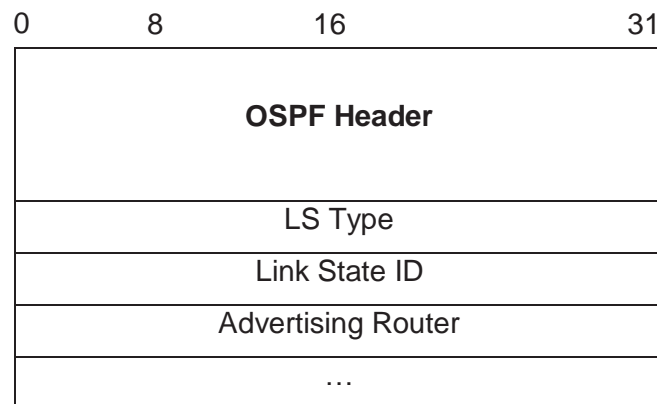 0 8 16 31
OSPF Header
LS Type
Link State ID
Advertising Router
…